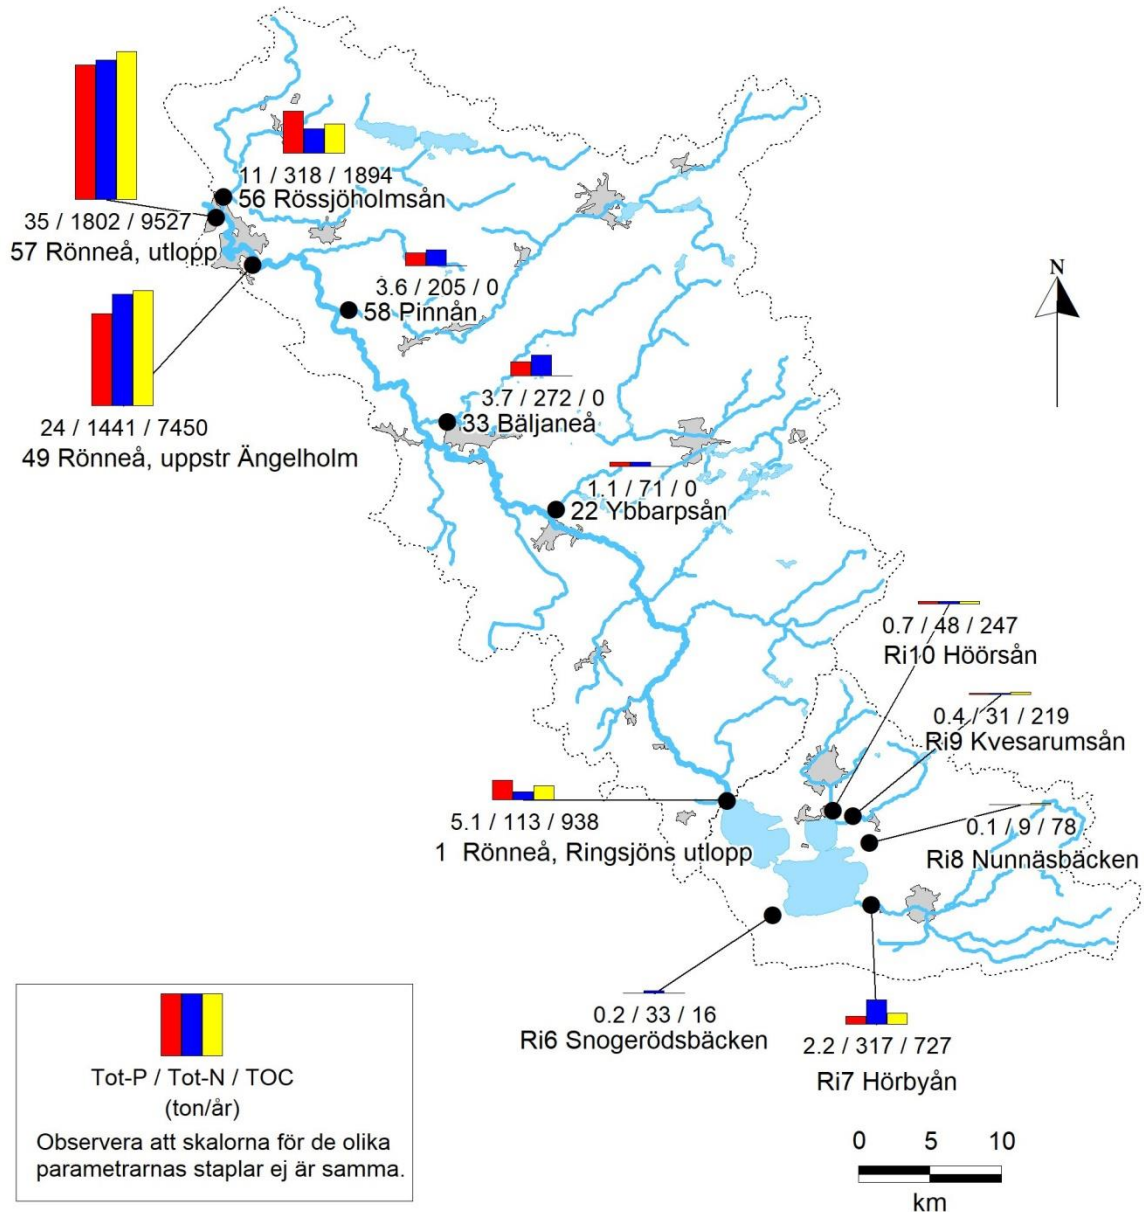 11 / 318 / 1894
56 Rössjöholmsån
35 / 1802 / 9527
57 Rönneå, utlopp
3.6 / 205 / 0
58 Pinnån
N
24 / 1441 / 7450
49 Rönneå, uppstr Ängelholm
3.7 / 272 / 0
33 Bäljaneå
1.1 / 71 / 0
22 Ybbarpsån
0.7 / 48 / 247
Ri10 Höörsån
0.4 / 31 / 219
Ri9 Kvesarumsån
5.1 / 113 / 938
1 Rönneå, Ringsjöns utlopp
0.1 / 9 / 78
Ri8 Nunnäsbäcken
0.2 / 33 / 16
Ri6 Snogerödsbäcken
2.2 / 317 / 727
Ri7 Hörbyån
Tot-P / Tot-N / TOC
(ton/år)
Observera att skalorna för de olika
parametrarnas staplar ej är samma.
0 5 10
km